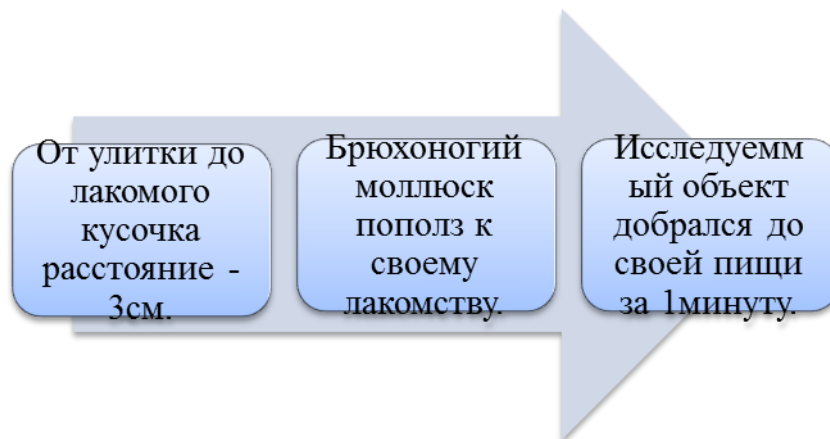 От улитки до
лакомого
кусочка
расстояние -
3см.
Брюхоногий
моллюск
пополз к
своему
лакомству.
Исследуемм
ый объект
добрался до
своей пищи
за 1минуту.